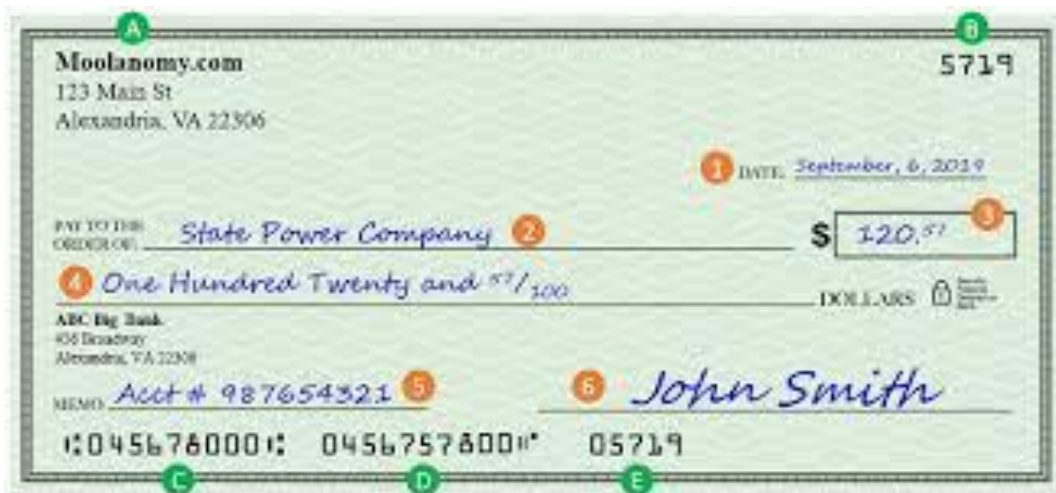 A
B
Moolanomy.com
5719
123 Main St
Alexandria, VA 22306
1 DATE September, 6, 2019
PAY TO THE
ORDER OF: State Power Company 2 $ 120.57 3
4 One Hundred Twenty and 57/100 DOLLARS
ABC Big Bank
Broadway
Alexandria, VA
MEMO Acct # 987654321 5 6 John Smith
⑆045678000⑆ 0456757800⑈ 05719
C D E